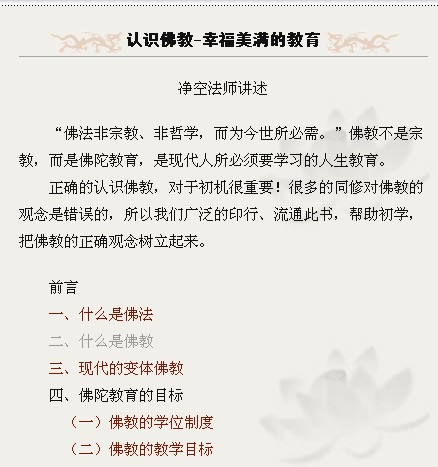 认识佛教-幸福美满的教育
净空法师讲述
“佛法非宗教、非哲学，而为今世所必需。”佛教不是宗
教，而是佛陀教育，是现代人所必须要学习的人生教育。
正确的认识佛教，对于初机很重要！很多的同修对佛教的
观念是错误的，所以我们广泛的印行、流通此书，帮助初学，
把佛教的正确观念树立起来。
前言
一、什么是佛法
二、什么是佛教
三、现代的变体佛教
四、佛陀教育的目标
（一）佛教的学位制度
（二）佛教的教学目标